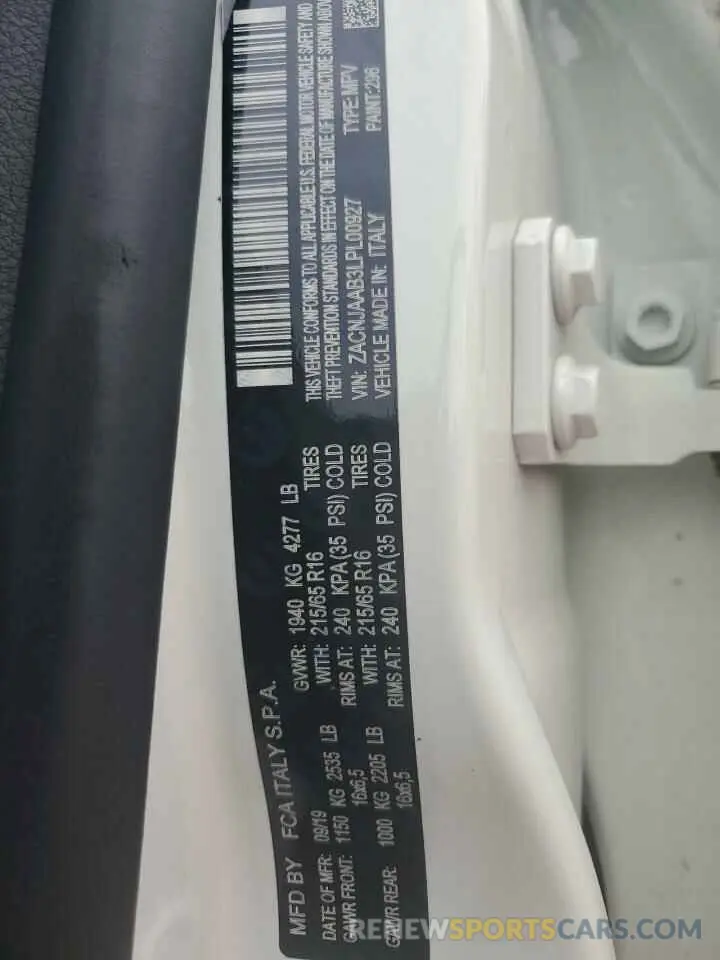 MFD BY FCA ITALY S.P.A.
DATE OF MFR: 09/19 GVWR: 1940 KG 4277 LB
GAWR FRONT: 1150 KG 2535 LB WITH: 215/65 R16 TIRES
16x6,5 RIMS AT: 240 KPA(35 PSI) COLD
GAWR REAR: 1000 KG 2205 LB WITH: 215/65 R16 TIRES
16x6,5 RIMS AT: 240 KPA(35 PSI) COLD
THIS VEHICLE CONFORMS TO ALL APPLICABLE U.S. FEDERAL MOTOR VEHICLE SAFETY AND
THEFT PREVENTION STANDARDS IN EFFECT ON THE DATE OF MANUFACTURE SHOWN ABOVE
VIN: ZACNJAAB3LPL00927 TYPE: MPV
VEHICLE MADE IN: ITALY PAINT: 296
RENEWSPORTSCARS.COM